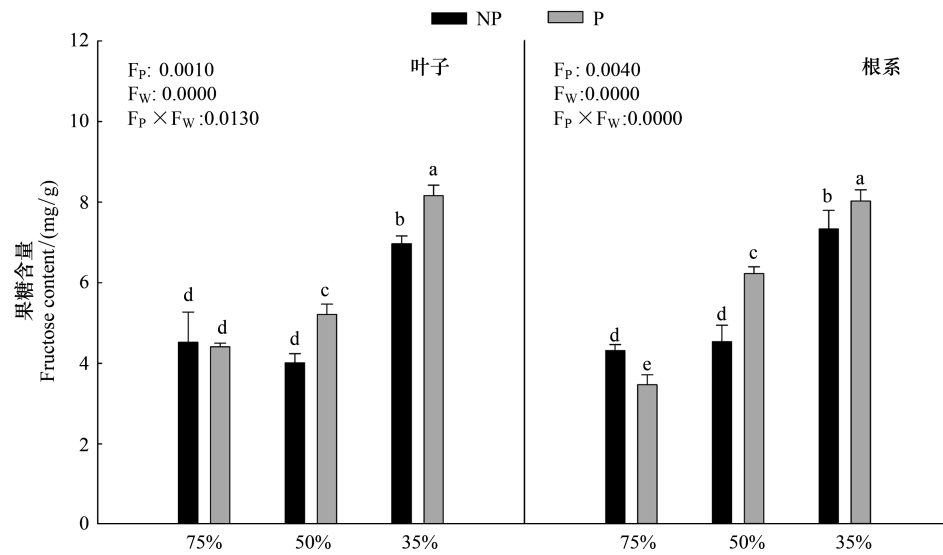 NP P
12
10
8
6
4
2
0
果糖含量
Fructose content/(mg/g)
叶子
FP: 0.0010
FW: 0.0000
FP×FW:0.0130
d d d c b a
75% 50% 35%
根系
FP: 0.0040
FW:0.0000
FP×FW:0.0000
d e d c b a
75% 50% 35%